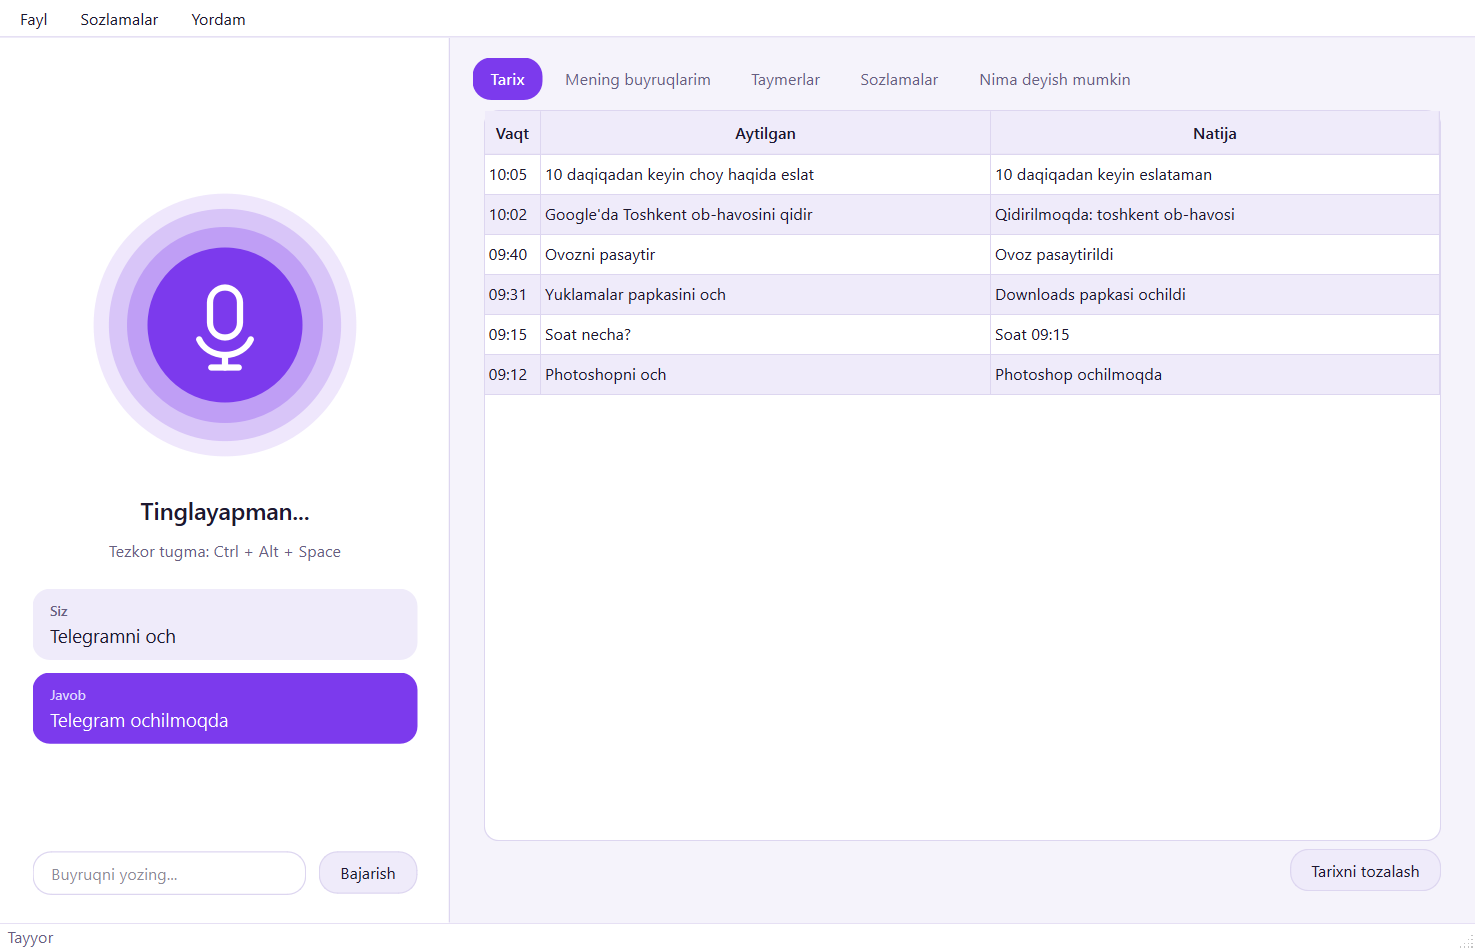 Fayl Sozlamalar Yordam
Tinglayapman...
Tezkor tugma: Ctrl + Alt + Space
Siz
Telegramni och
Javob
Telegram ochilmoqda
Buyruqni yozing... Bajarish
Tarix Mening buyruqlarim Taymerlar Sozlamalar Nima deyish mumkin
Vaqt Aytilgan Natija
10:05 10 daqiqadan keyin choy haqida eslat 10 daqiqadan keyin eslataman
10:02 Google'da Toshkent ob-havosini qidir Qidirilmoqda: toshkent ob-havosi
09:40 Ovozni pasaytir Ovoz pasaytirildi
09:31 Yuklamalar papkasini och Downloads papkasi ochildi
09:15 Soat necha? Soat 09:15
09:12 Photoshopni och Photoshop ochilmoqda
Tarixni tozalash
Tayyor